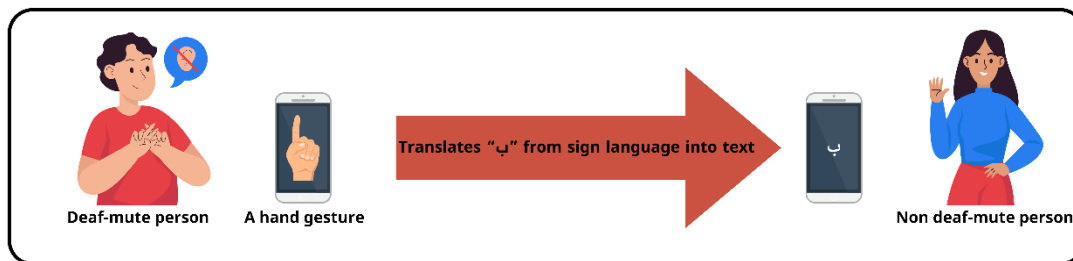 Translates “ب” from sign language into text
ب
Deaf-mute person
A hand gesture
Non deaf-mute person